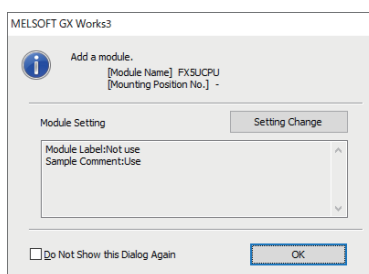 MELSOFT GX Works3
Add a module.
[Module Name] FX5UCPU
[Mounting Position No.] -
Module Setting
Setting Change
Module Label:Not use
Sample Comment:Use
Do Not Show this Dialog Again
OK